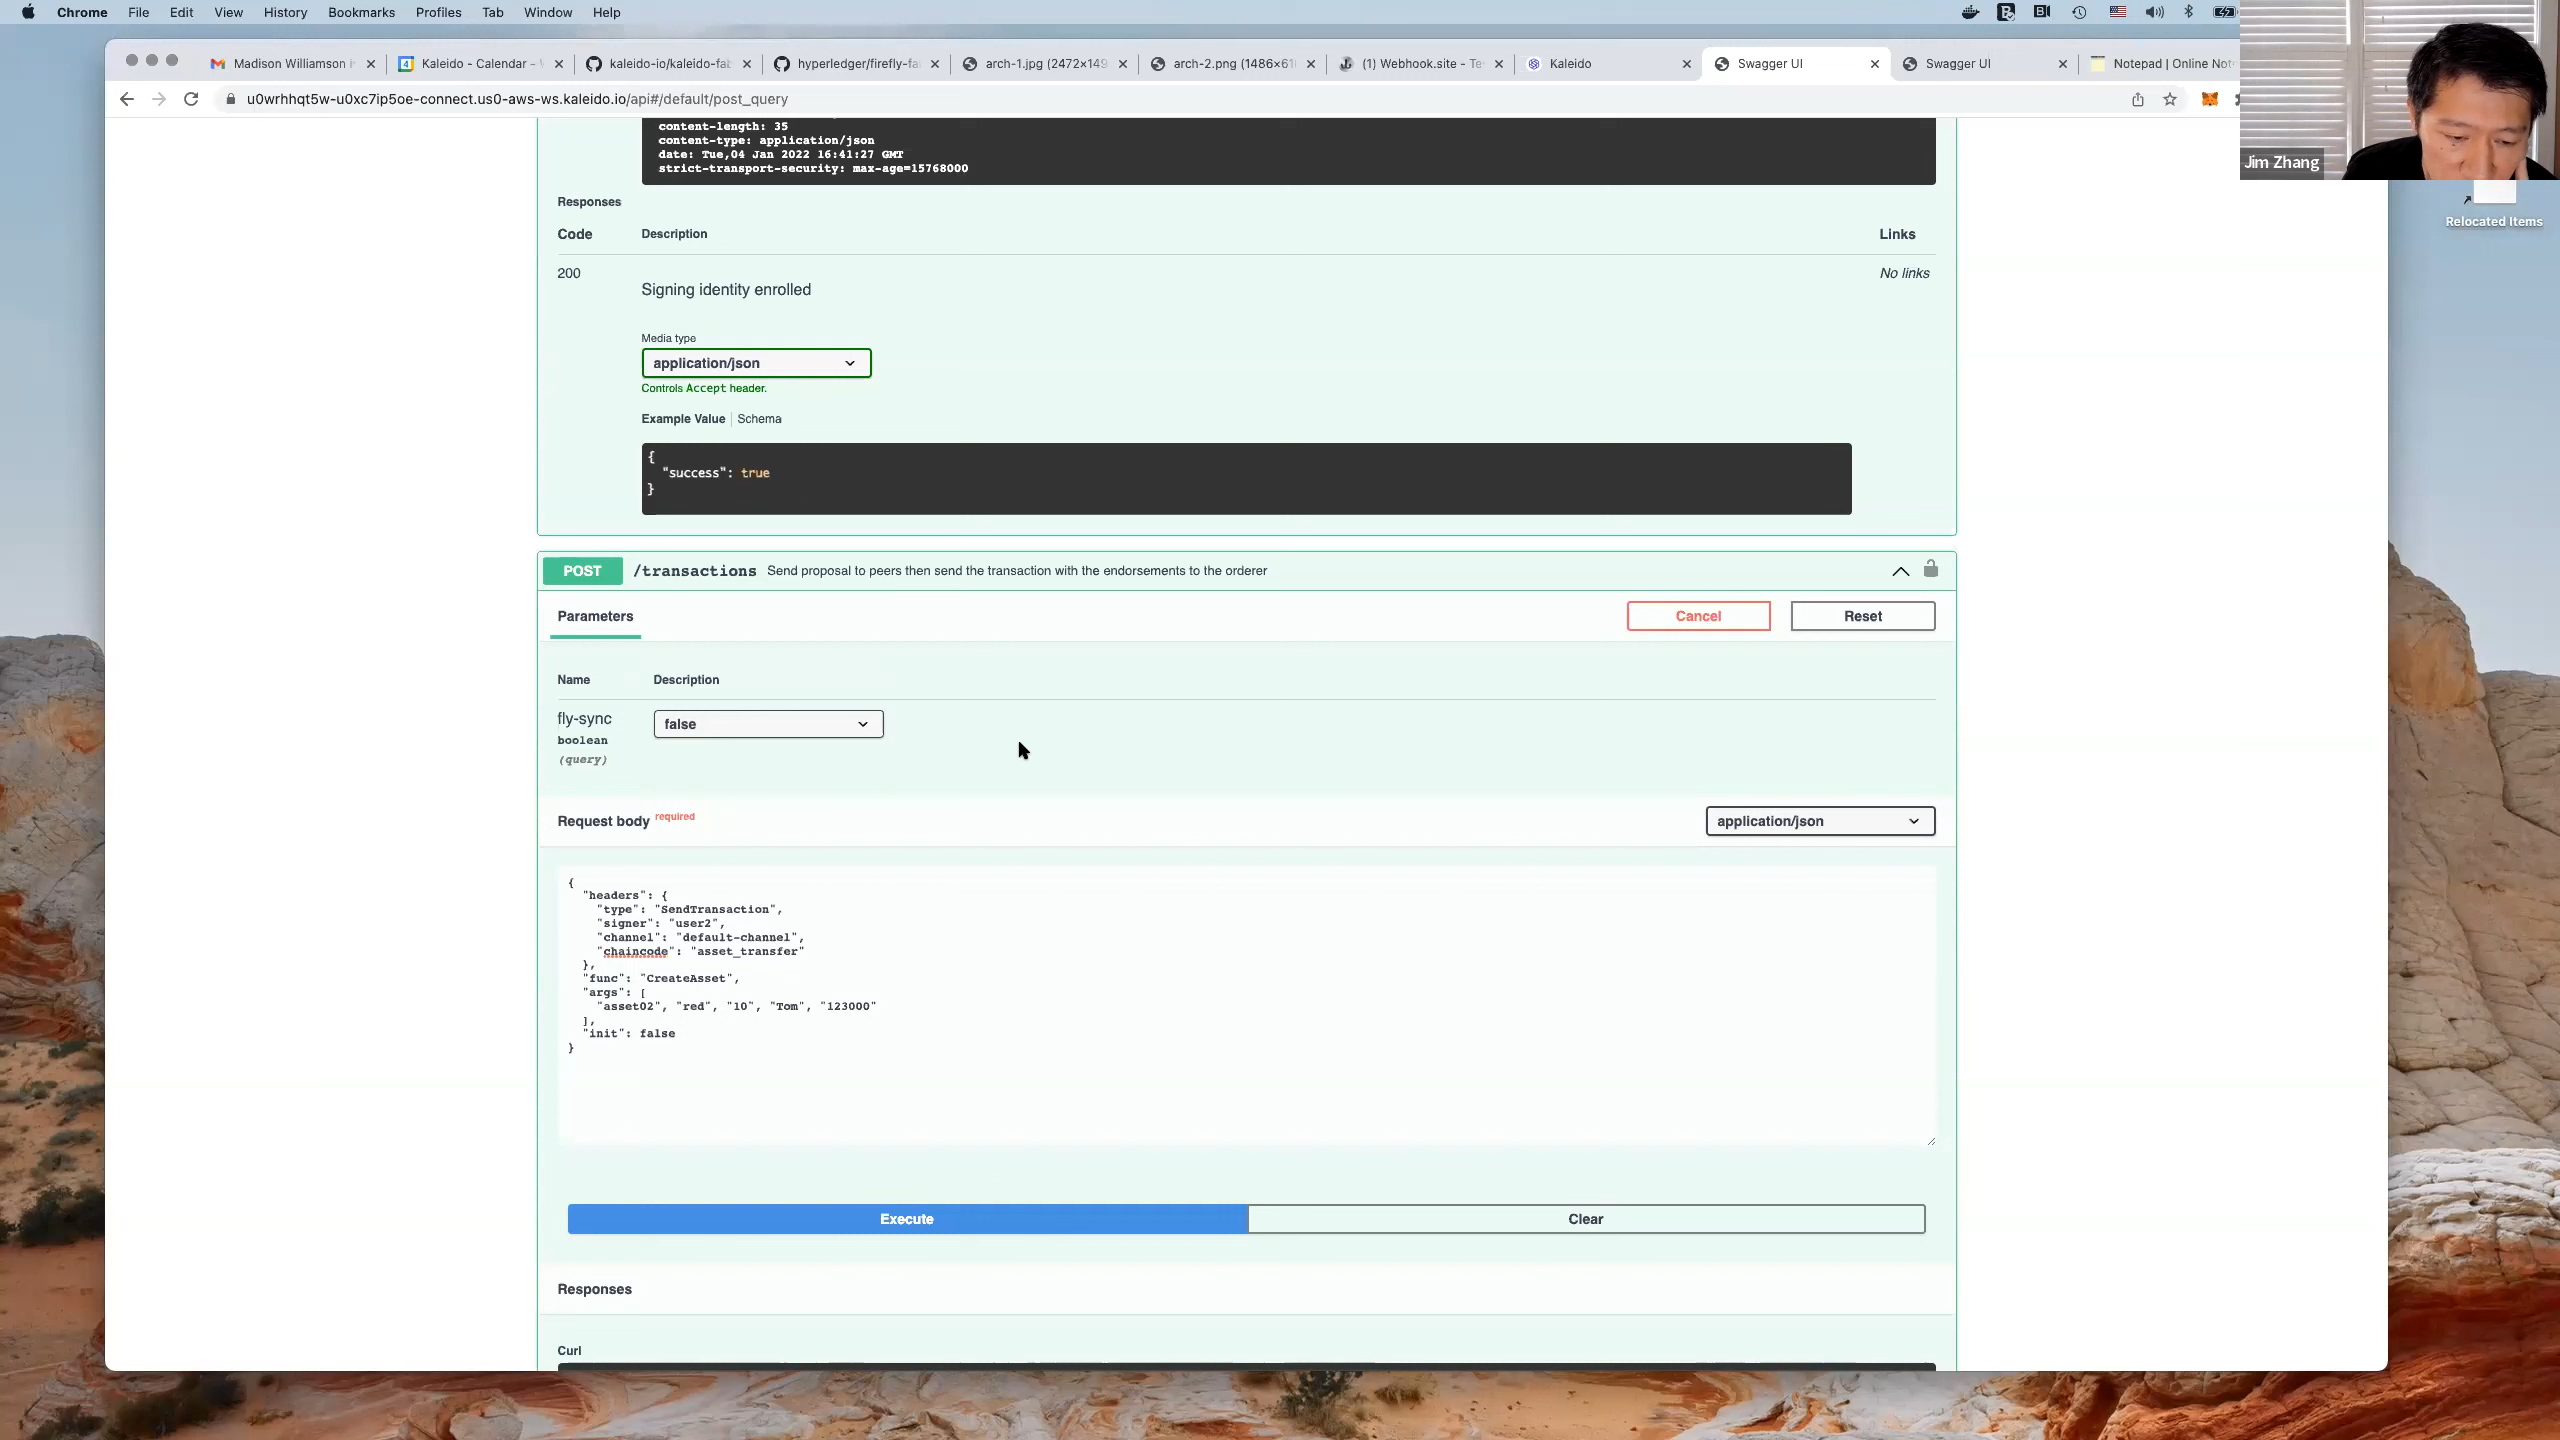 Chrome File Edit View History Bookmarks Profiles Tab Window Help
Madison Williamson i
Kaleido - Calendar -
kaleido-io/kaleido-fab
hyperledger/firefly-fa
arch-1.jpg (2472×149
arch-2.png (1486×61
(1) Webhook.site - Te
Kaleido
Swagger UI
Swagger UI
Notepad | Online Not
u0wrhhqt5w-u0xc7ip5oe-connect.us0-aws-ws.kaleido.io/api#/default/post_query
Jim Zhang
Relocated Items
content-length: 35
content-type: application/json
date: Tue,04 Jan 2022 16:41:27 GMT
strict-transport-security: max-age=15768000
Responses
Code Description Links
200 No links
Signing identity enrolled
Media type
application/json
Controls Accept header.
Example Value Schema
{
"success": true
}
POST /transactions Send proposal to peers then send the transaction with the endorsements to the orderer
Parameters Cancel Reset
Name Description
fly-sync false
boolean
(query)
Request body required application/json
{
"headers": {
"type": "SendTransaction",
"signer": "user2",
"channel": "default-channel",
"chaincode": "asset_transfer"
},
"func": "CreateAsset",
"args": [
"asset02", "red", "10", "Tom", "123000"
],
"init": false
}
Execute Clear
Responses
Curl